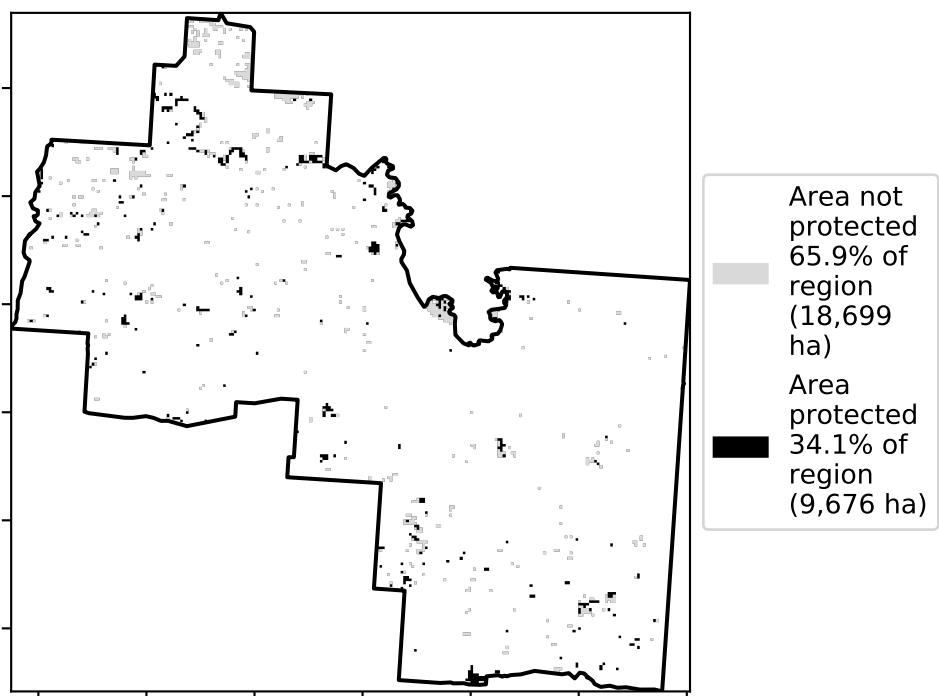 Area not
protected
65.9% of
region
(18,699
ha)
Area
protected
34.1% of
region
(9,676 ha)